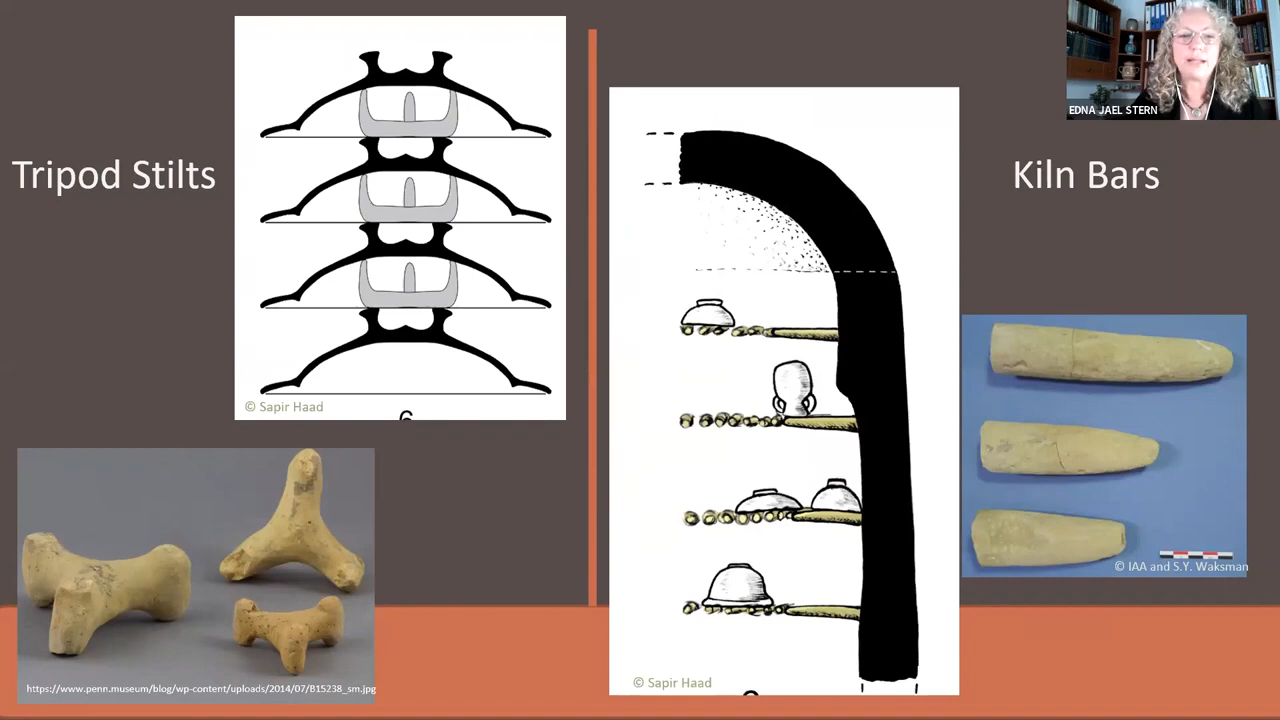 EDNA JAEL STERN
Tripod Stilts
Kiln Bars
© Sapir Haad
© IAA and S.Y. Waksman
© Sapir Haad
https://www.penn.museum/blog/wp-content/uploads/2014/07/B15238_sm.jpg